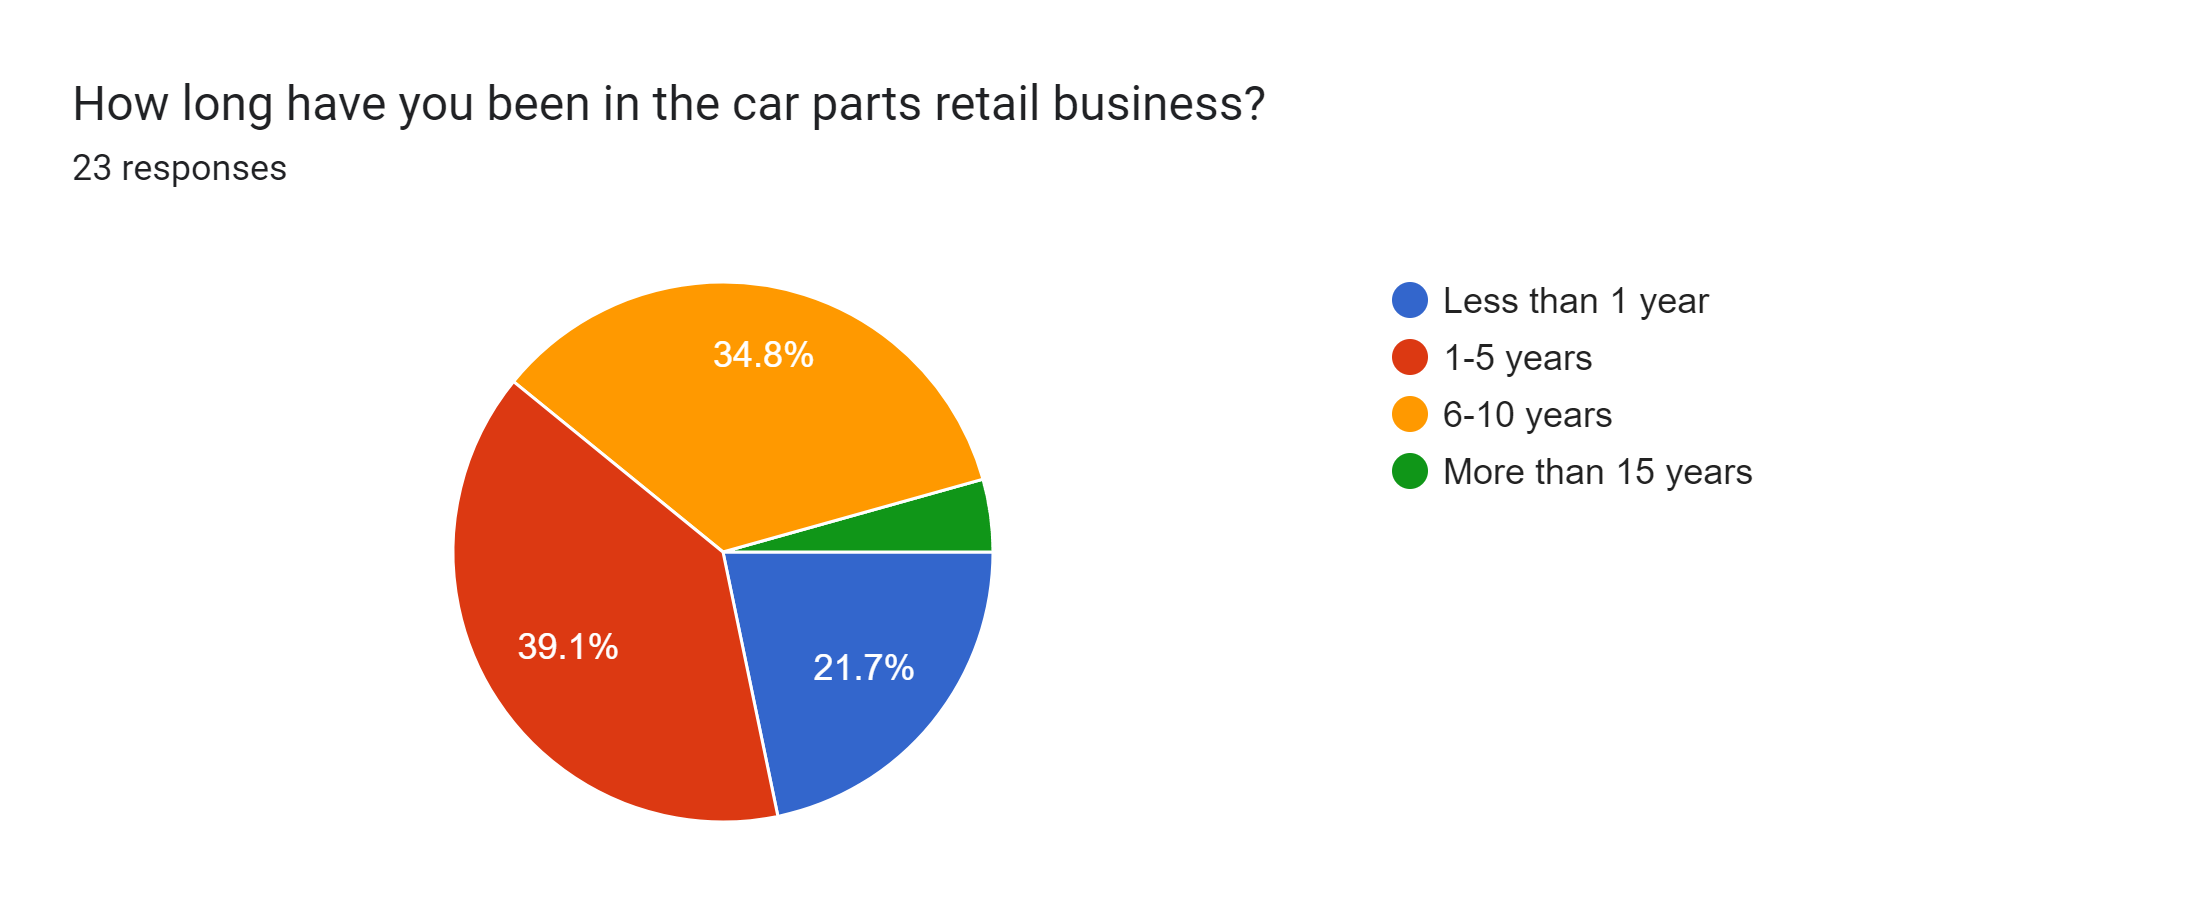 How long have you been in the car parts retail business?
23 responses
34.8%
39.1%
21.7%
Less than 1 year
1-5 years
6-10 years
More than 15 years